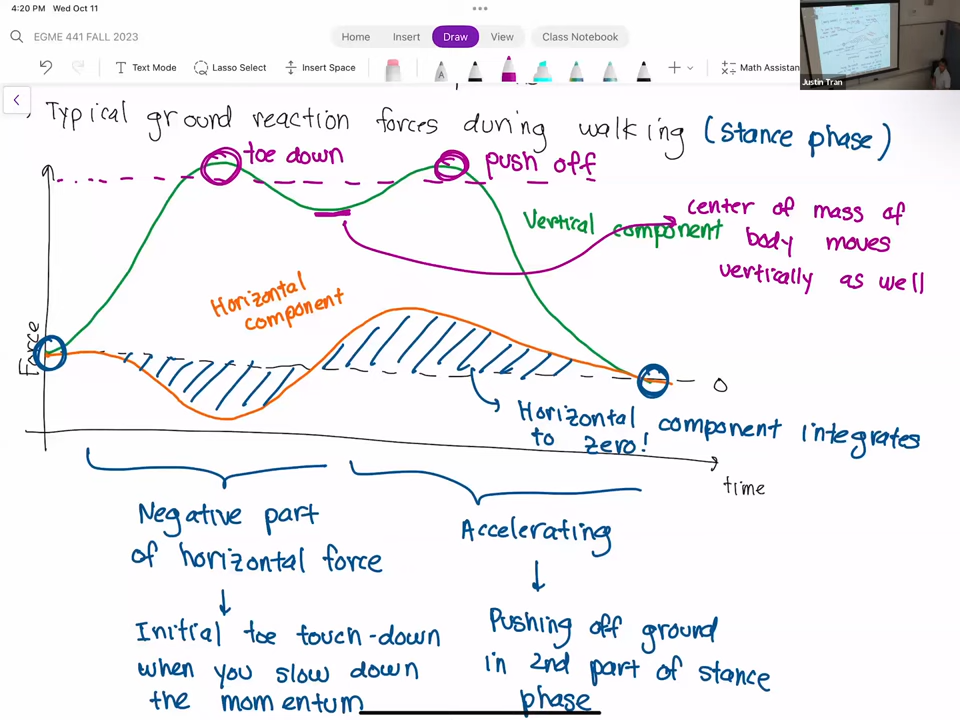 4:20 PM Wed Oct 11
EGME 441 FALL 2023
Home Insert Draw View Class Notebook
Text Mode Lasso Select Insert Space Math Assistan
Justin Tran
Typical ground reaction forces during walking (stance phase)
toe down
push off
Vertical component
center of mass of
body moves
vertically as well
Horizontal
component
Force
0
Horizontal component integrates
to zero!
time
Negative part
of horizontal force
Accelerating
Initial toe touch-down
when you slow down
the momentum
Pushing off ground
in 2nd part of stance
phase